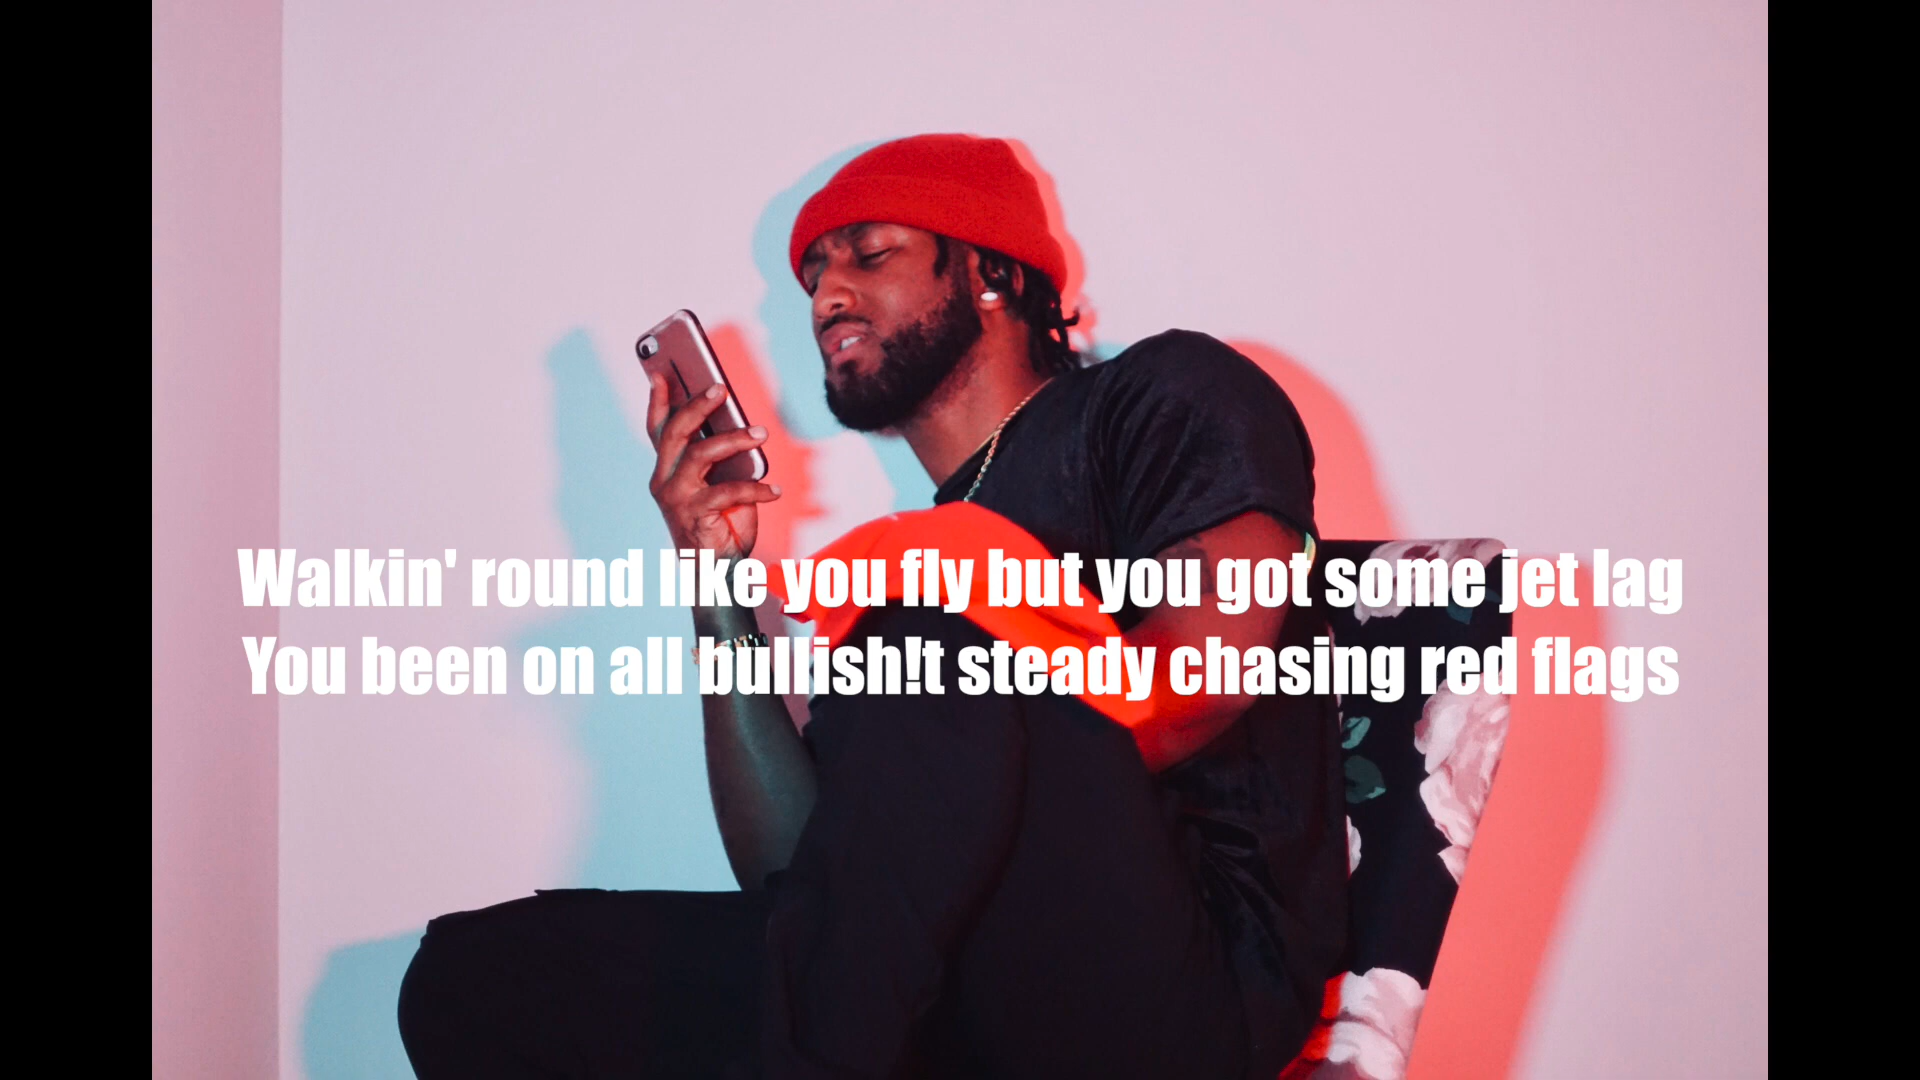 Walkin' round like you fly but you got some jet lag
You been on all bullish!t steady chasing red flags